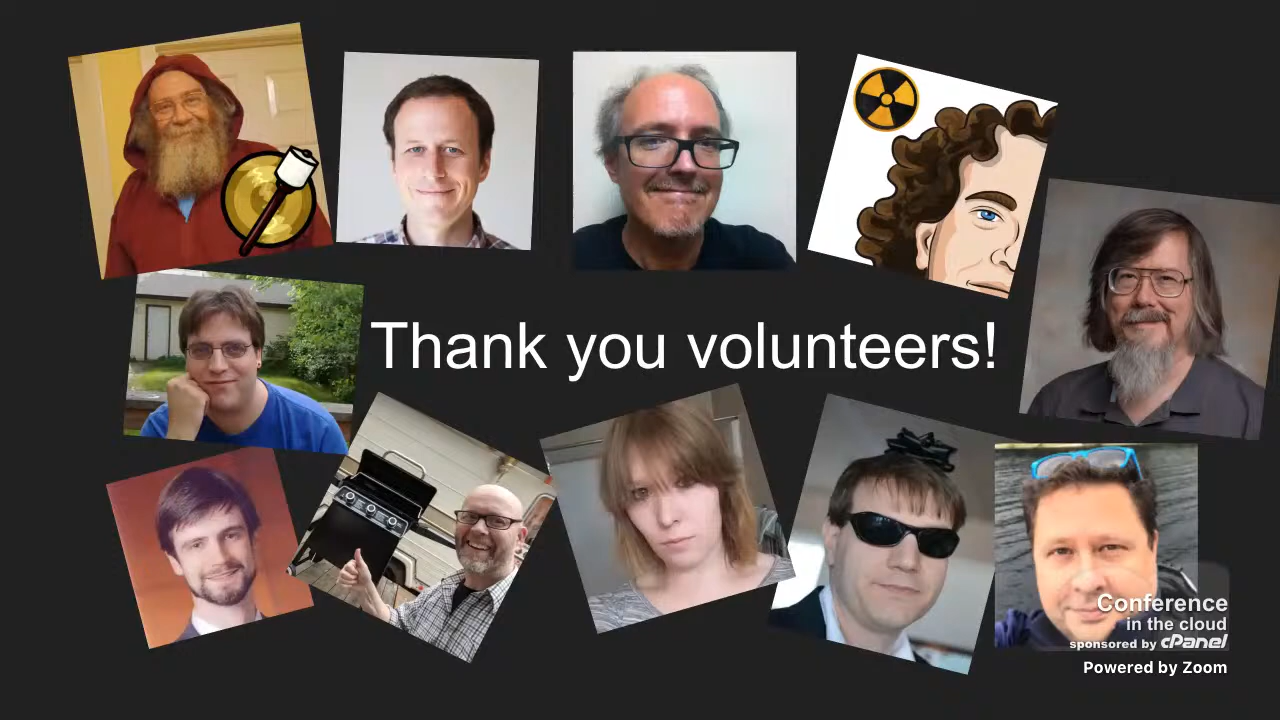 Thank you volunteers!
Conference
in the cloud
sponsored by cPanel
Powered by Zoom